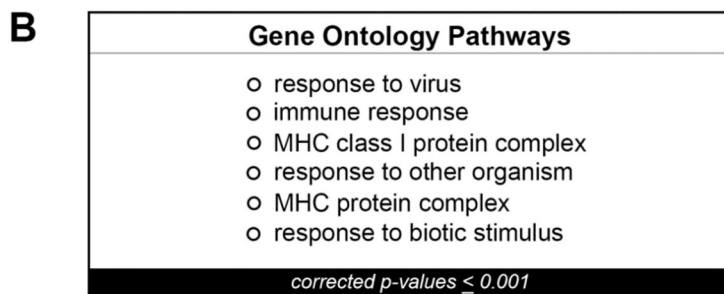 B
Gene Ontology Pathways
o response to virus
o immune response
o MHC class I protein complex
o response to other organism
o MHC protein complex
o response to biotic stimulus
corrected p-values ≤ 0.001